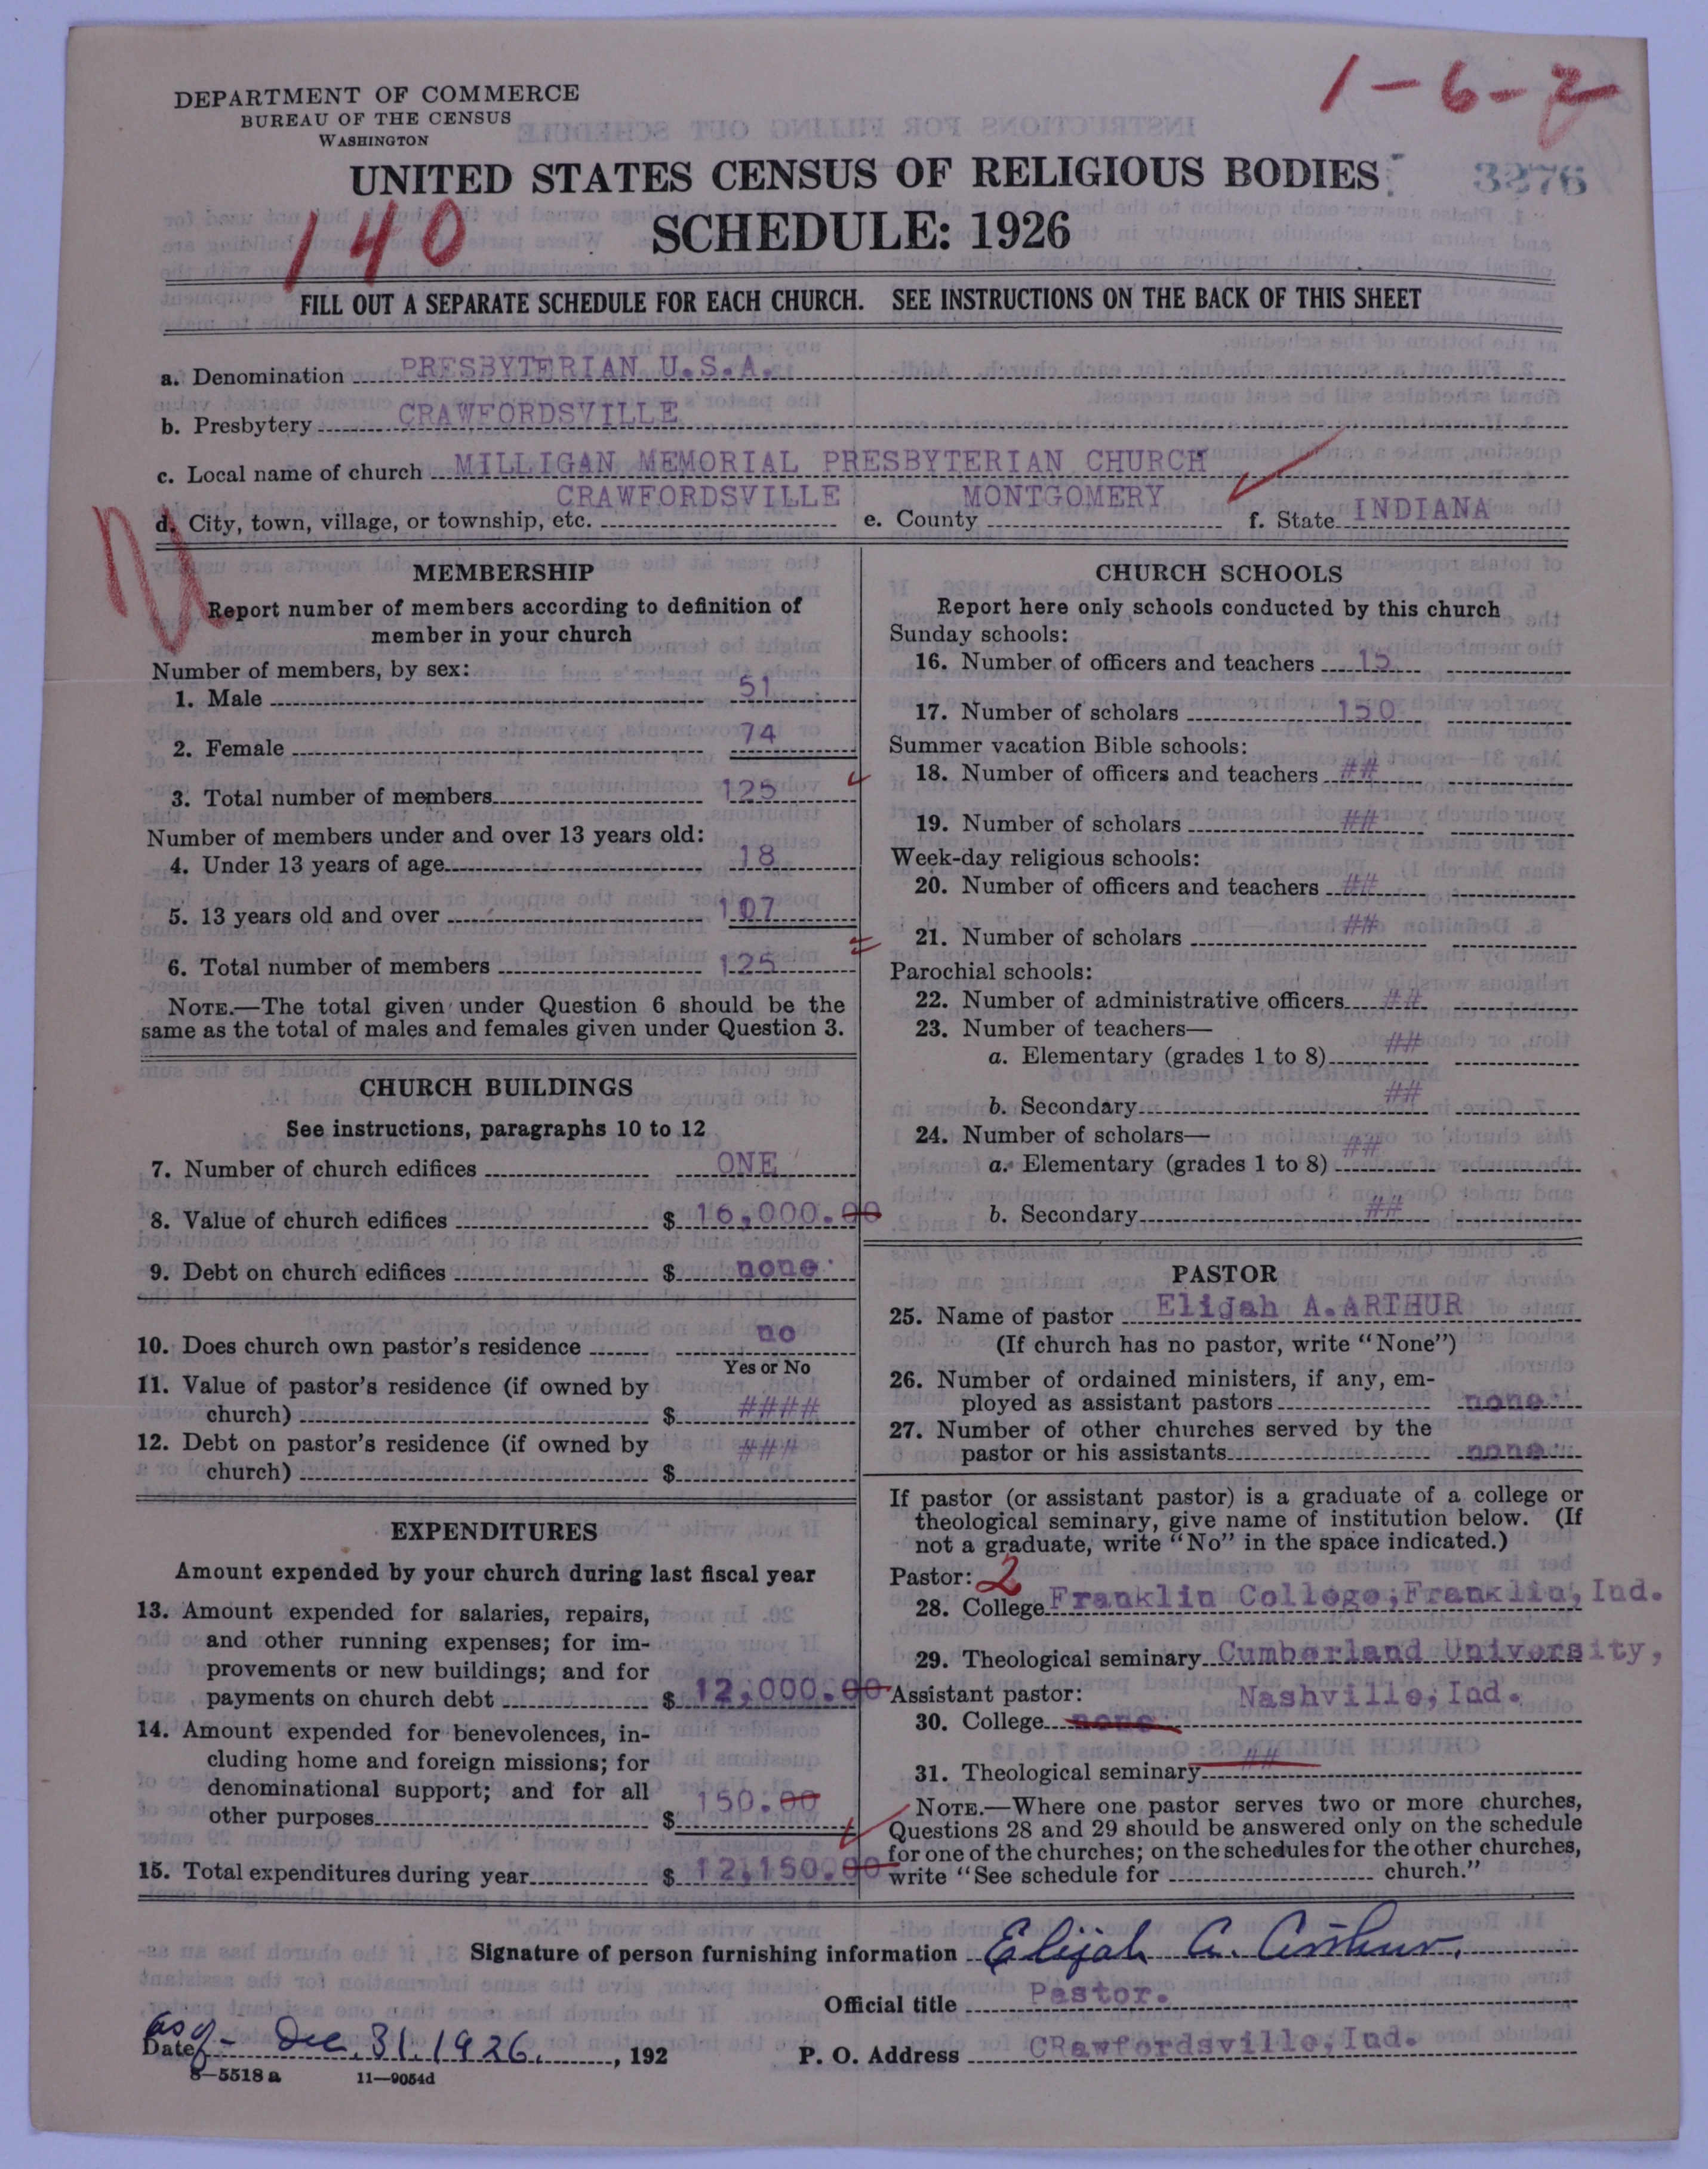 1-6-2
DEPARTMENT OF COMMERCE
BUREAU OF THE CENSUS
WASHINGTON
UNITED STATES CENSUS OF RELIGIOUS BODIES
3276
140
SCHEDULE: 1926
FILL OUT A SEPARATE SCHEDULE FOR EACH CHURCH. SEE INSTRUCTIONS ON THE BACK OF THIS SHEET
a. Denomination PRESBYTERIAN U.S.A.
b. Presbytery CRAWFORDSVILLE
c. Local name of church MILLIGAN MEMORIAL PRESBYTERIAN CHURCH
d. City, town, village, or township, etc. CRAWFORDSVILLE e. County MONTGOMERY f. State INDIANA
MEMBERSHIP
Report number of members according to definition of
member in your church
Number of members, by sex:
1. Male 51
2. Female 74
3. Total number of members 125
Number of members under and over 13 years old:
4. Under 13 years of age 18
5. 13 years old and over 107
6. Total number of members 125
NOTE.—The total given under Question 6 should be the
same as the total of males and females given under Question 3.
CHURCH BUILDINGS
See instructions, paragraphs 10 to 12
7. Number of church edifices ONE
8. Value of church edifices $ 16,000.00
9. Debt on church edifices $ none
10. Does church own pastor's residence no
Yes or No
11. Value of pastor's residence (if owned by
church) $ ####
12. Debt on pastor's residence (if owned by
church) $ ###
EXPENDITURES
Amount expended by your church during last fiscal year
13. Amount expended for salaries, repairs,
and other running expenses; for im-
provements or new buildings; and for
payments on church debt $ 12,000.00
14. Amount expended for benevolences, in-
cluding home and foreign missions; for
denominational support; and for all
other purposes $ 150.00
15. Total expenditures during year $ 12,150.00
CHURCH SCHOOLS
Report here only schools conducted by this church
Sunday schools:
16. Number of officers and teachers 15
17. Number of scholars 150
Summer vacation Bible schools:
18. Number of officers and teachers ##
19. Number of scholars ##
Week-day religious schools:
20. Number of officers and teachers ##
21. Number of scholars ##
Parochial schools:
22. Number of administrative officers ##
23. Number of teachers—
a. Elementary (grades 1 to 8) ##
b. Secondary ##
24. Number of scholars—
a. Elementary (grades 1 to 8) ##
b. Secondary ##
PASTOR
25. Name of pastor Elijah A. ARTHUR
(If church has no pastor, write "None")
26. Number of ordained ministers, if any, em-
ployed as assistant pastors none
27. Number of other churches served by the
pastor or his assistants none
If pastor (or assistant pastor) is a graduate of a college or
theological seminary, give name of institution below. (If
not a graduate, write "No" in the space indicated.)
Pastor: 2
28. College Franklin College, Franklin, Ind.
29. Theological seminary Cumberland University,
Assistant pastor: Nashville, Ind.
30. College none
31. Theological seminary ##
NOTE.—Where one pastor serves two or more churches,
Questions 28 and 29 should be answered only on the schedule
for one of the churches; on the schedules for the other churches,
write "See schedule for church."
Signature of person furnishing information Elijah A. Arthur.
Official title Pastor.
as of - Dec. 31. 1926.
Date , 192
P. O. Address CRawfordsville, Ind.
8—5518 a 11—9054d